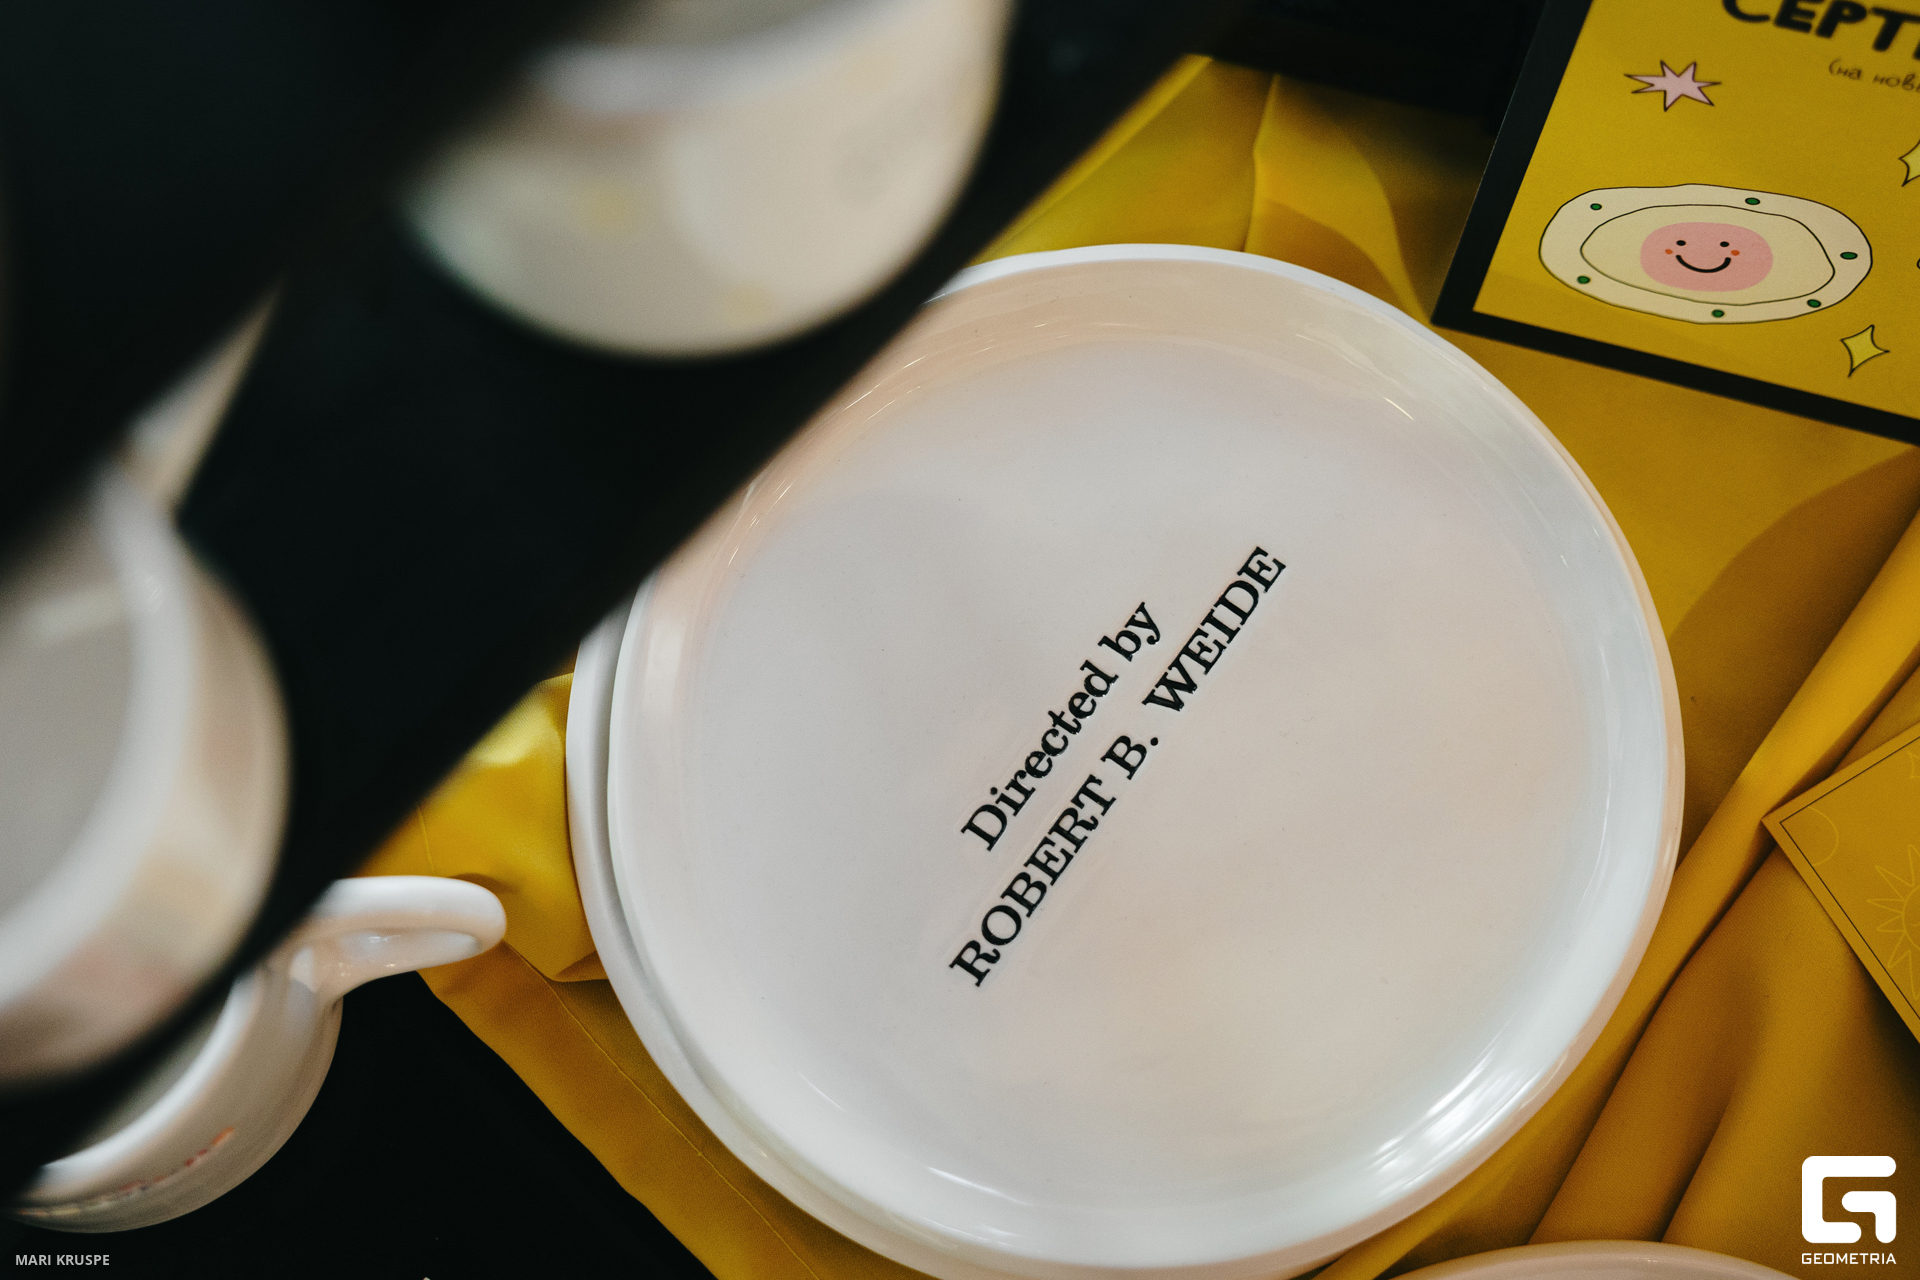 Directed by
ROBERT B. WEIDE
MARI KRUSPE
GEOMETRIA